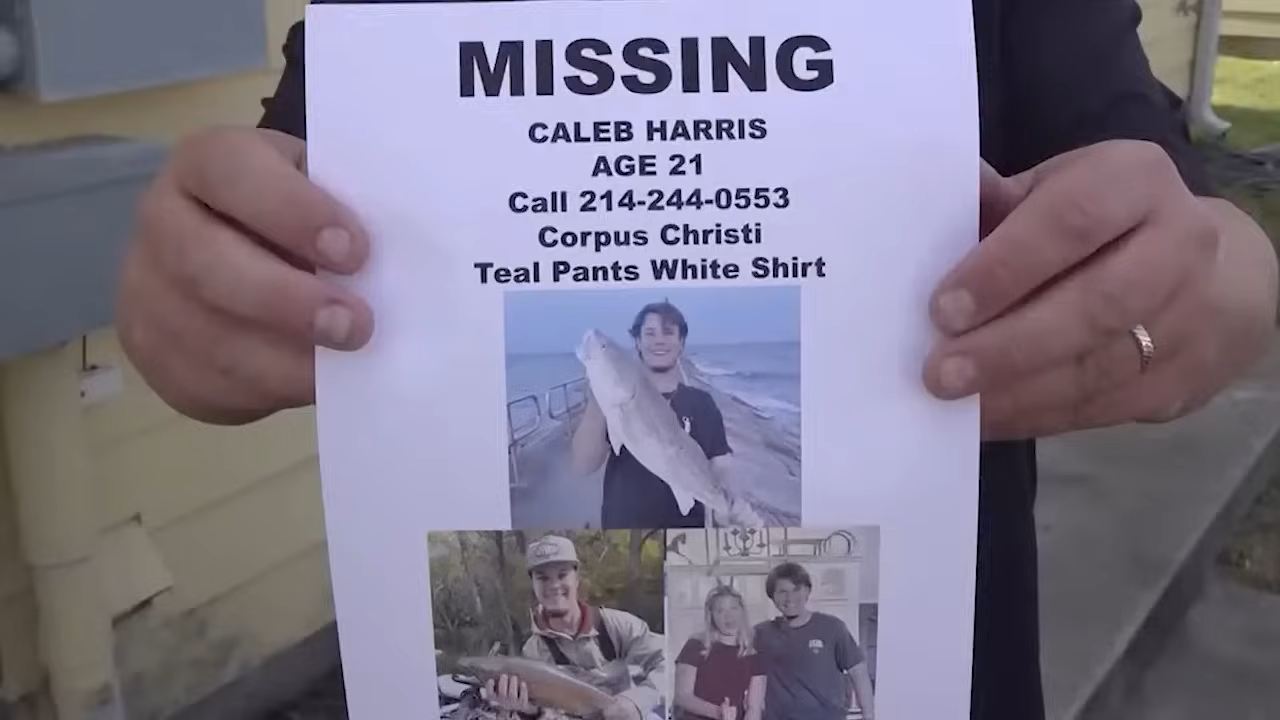 MISSING
CALEB HARRIS
AGE 21
Call 214-244-0553
Corpus Christi
Teal Pants White Shirt